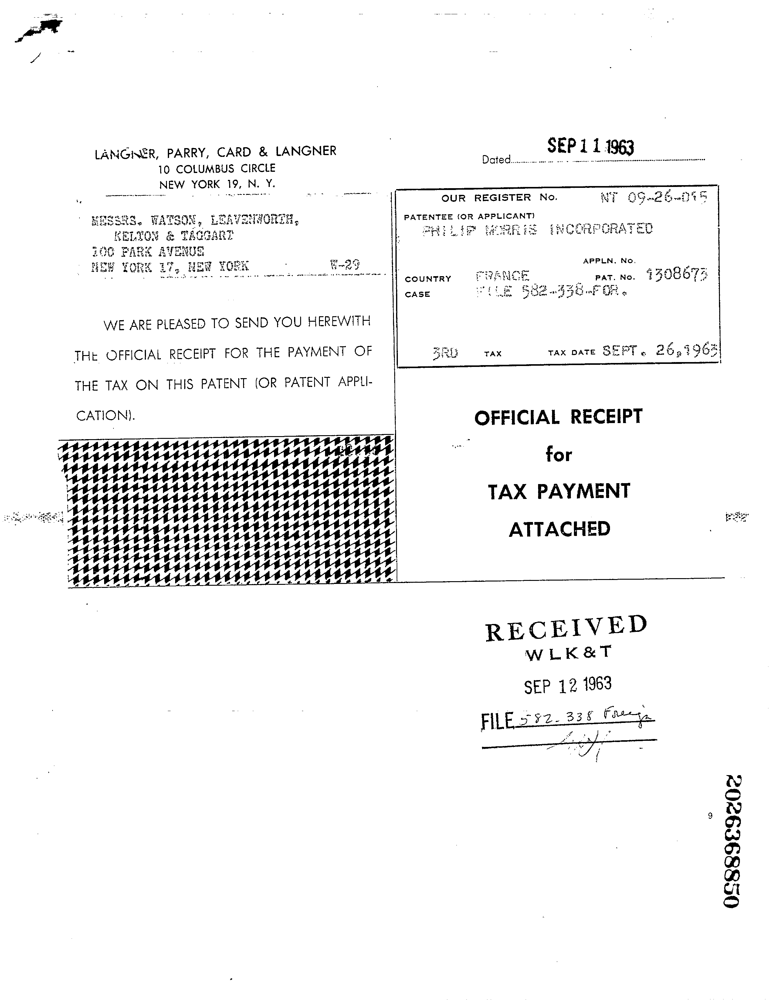 LANGNER, PARRY, CARD & LANGNER
10 COLUMBUS CIRCLE
NEW YORK 19, N. Y.
SEP 11 1963
Dated
MESSRS. WATSON, LEAVENWORTH,
KELTON & TAGGART
100 PARK AVENUE
NEW YORK 17, NEW YORK W-29
OUR REGISTER No. NT 09-26-015
PATENTEE (OR APPLICANT)
PHILIP MORRIS INCORPORATED
APPLN. No.
COUNTRY FRANCE PAT. No. 1308673
CASE FILE 582-338-FOR.
3RD TAX TAX DATE SEPT. 26,1963
WE ARE PLEASED TO SEND YOU HEREWITH
THE OFFICIAL RECEIPT FOR THE PAYMENT OF
THE TAX ON THIS PATENT (OR PATENT APPLI-
CATION).
OFFICIAL RECEIPT
for
TAX PAYMENT
ATTACHED
RECEIVED
WLK&T
SEP 12 1963
FILE 582-338 Foreign
9
2026368850